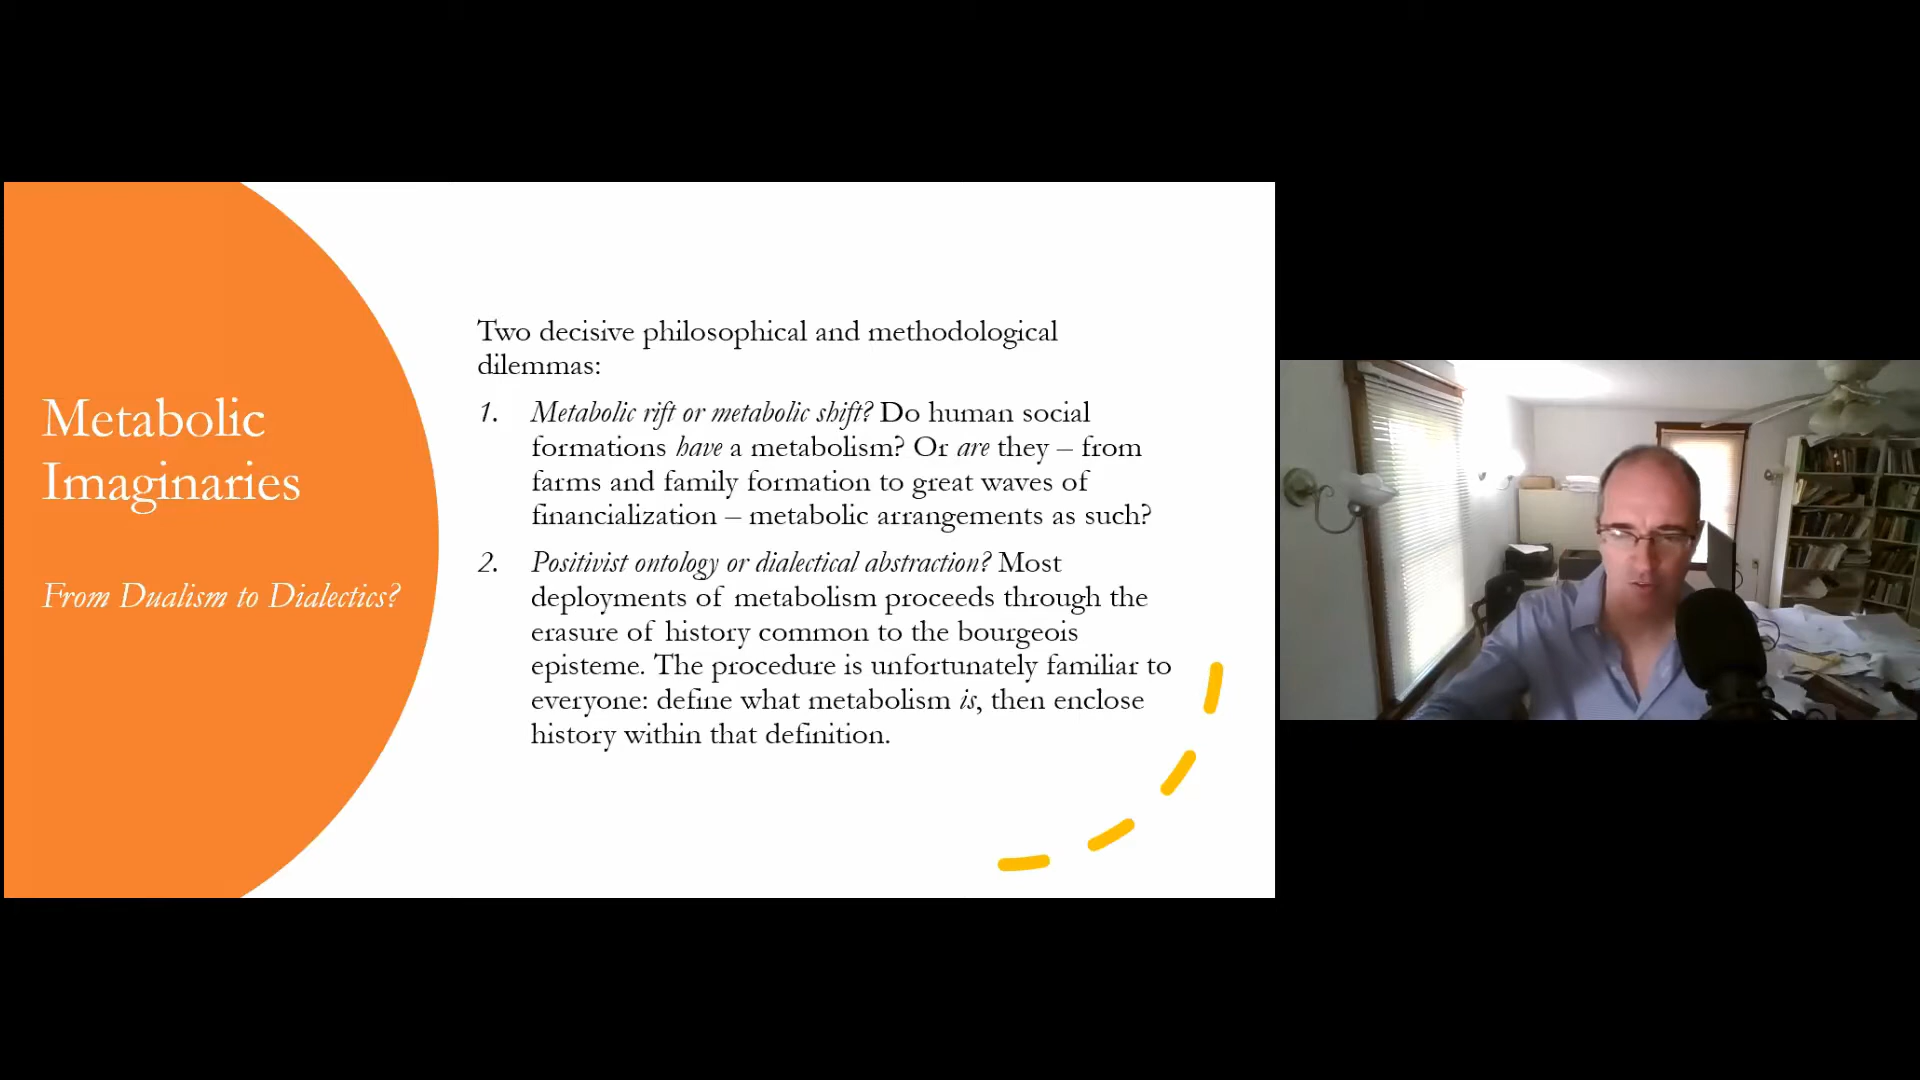 Metabolic
Imaginaries
From Dualism to Dialectics?
Two decisive philosophical and methodological
dilemmas:
1. Metabolic rift or metabolic shift? Do human social
formations have a metabolism? Or are they – from
farms and family formation to great waves of
financialization – metabolic arrangements as such?
2. Positivist ontology or dialectical abstraction? Most
deployments of metabolism proceeds through the
erasure of history common to the bourgeois
episteme. The procedure is unfortunately familiar to
everyone: define what metabolism is, then enclose
history within that definition.